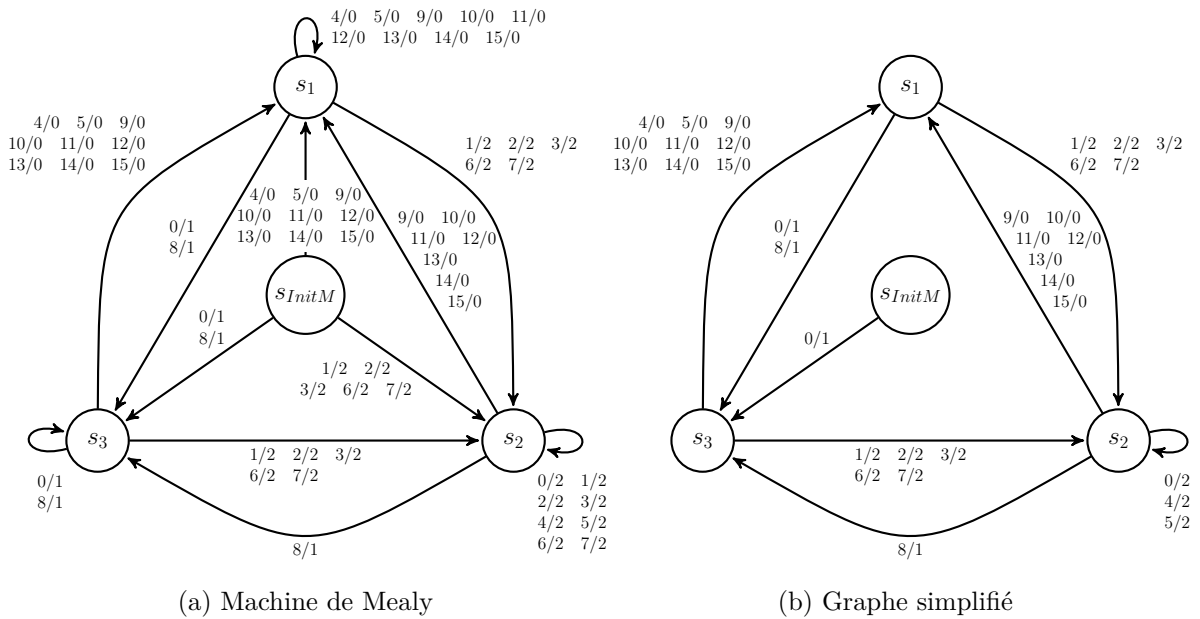 4/0 5/0 9/0 10/0 11/0
12/0 13/0 14/0 15/0
s1
4/0 5/0 9/0
10/0 11/0 12/0
13/0 14/0 15/0
1/2 2/2 3/2
6/2 7/2
0/1
8/1
4/0 5/0 9/0
10/0 11/0 12/0
13/0 14/0 15/0
9/0 10/0
11/0 12/0
13/0
14/0
15/0
sInitM
0/1
8/1
1/2 2/2
3/2 6/2 7/2
s3
s2
0/1
8/1
1/2 2/2 3/2
6/2 7/2
0/2 1/2
2/2 3/2
4/2 5/2
6/2 7/2
8/1
(a) Machine de Mealy
s1
4/0 5/0 9/0
10/0 11/0 12/0
13/0 14/0 15/0
1/2 2/2 3/2
6/2 7/2
0/1
8/1
9/0 10/0
11/0 12/0
13/0
14/0
15/0
sInitM
0/1
s3
s2
1/2 2/2 3/2
6/2 7/2
0/2
4/2
5/2
8/1
(b) Graphe simplifié